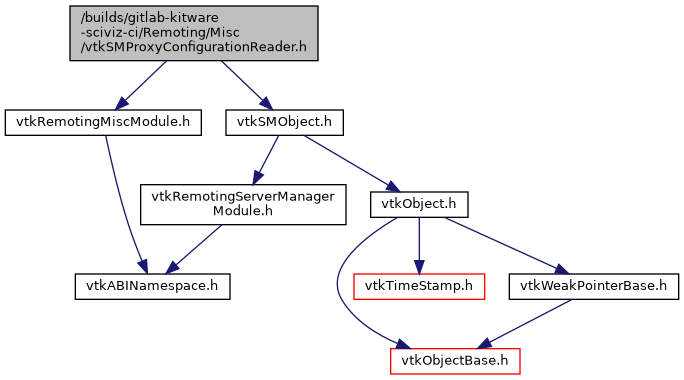 /builds/gitlab-kitware
-sciviz-ci/Remoting/Misc
/vtkSMProxyConfigurationReader.h
vtkRemotingMiscModule.h
vtkSMObject.h
vtkRemotingServerManager
Module.h
vtkObject.h
vtkABINamespace.h
vtkTimeStamp.h
vtkWeakPointerBase.h
vtkObjectBase.h